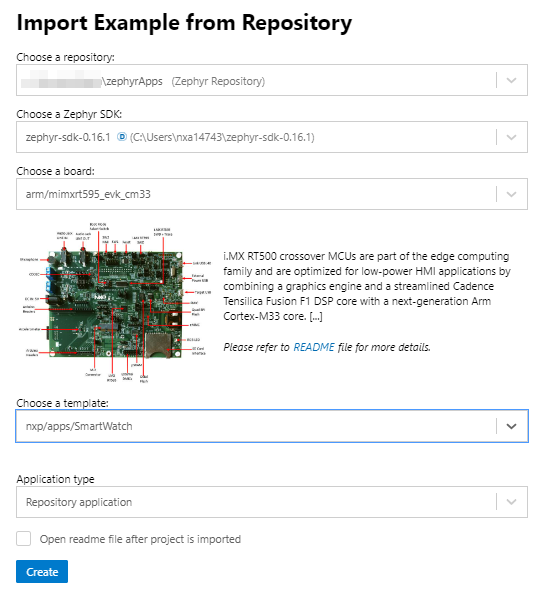 Import Example from Repository
Choose a repository:
\zephyrApps (Zephyr Repository)
Choose a Zephyr SDK:
zephyr-sdk-0.16.1 D (C:\Users\nxa14743\zephyr-sdk-0.16.1)
Choose a board:
arm/mimxrt595_evk_cm33
i.MX RT500 crossover MCUs are part of the edge computing
family and are optimized for low-power HMI applications by
combining a graphics engine and a streamlined Cadence
Tensilica Fusion F1 DSP core with a next-generation Arm
Cortex-M33 core. [...]
Please refer to README file for more details.
Choose a template:
nxp/apps/SmartWatch
Application type
Repository application
Open readme file after project is imported
Create